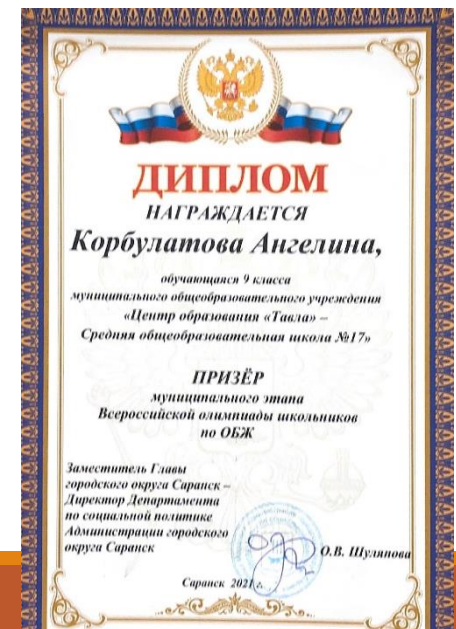 ДИПЛОМ
НАГРАЖДАЕТСЯ
Корбулатова Ангелина,
обучающаяся 9 класса
муниципального общеобразовательного учреждения
«Центр образования «Тавла» –
Средняя общеобразовательная школа №17»
ПРИЗЁР
муниципального этапа
Всероссийской олимпиады школьников
по ОБЖ
Заместитель Главы
городского округа Саранск –
Директор Департамента
по социальной политике
Администрации городского
округа Саранск
О.В. Шуляпова
Саранск 2021 г.